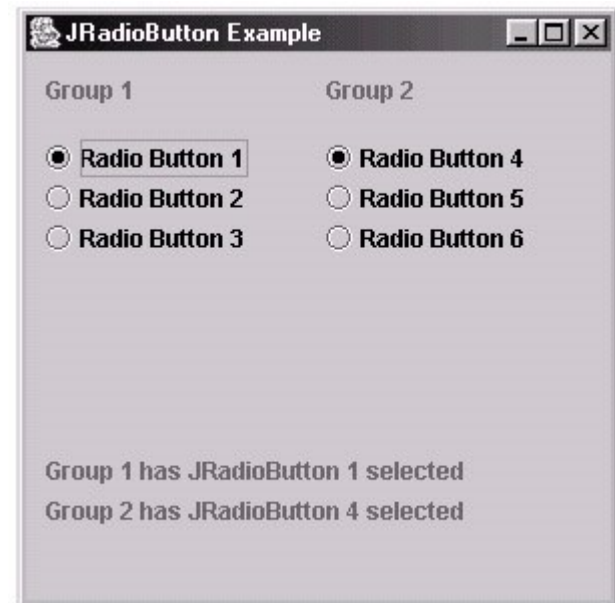 JRadioButton Example
Group 1
Group 2
Radio Button 1
Radio Button 4
Radio Button 2
Radio Button 5
Radio Button 3
Radio Button 6
Group 1 has JRadioButton 1 selected
Group 2 has JRadioButton 4 selected